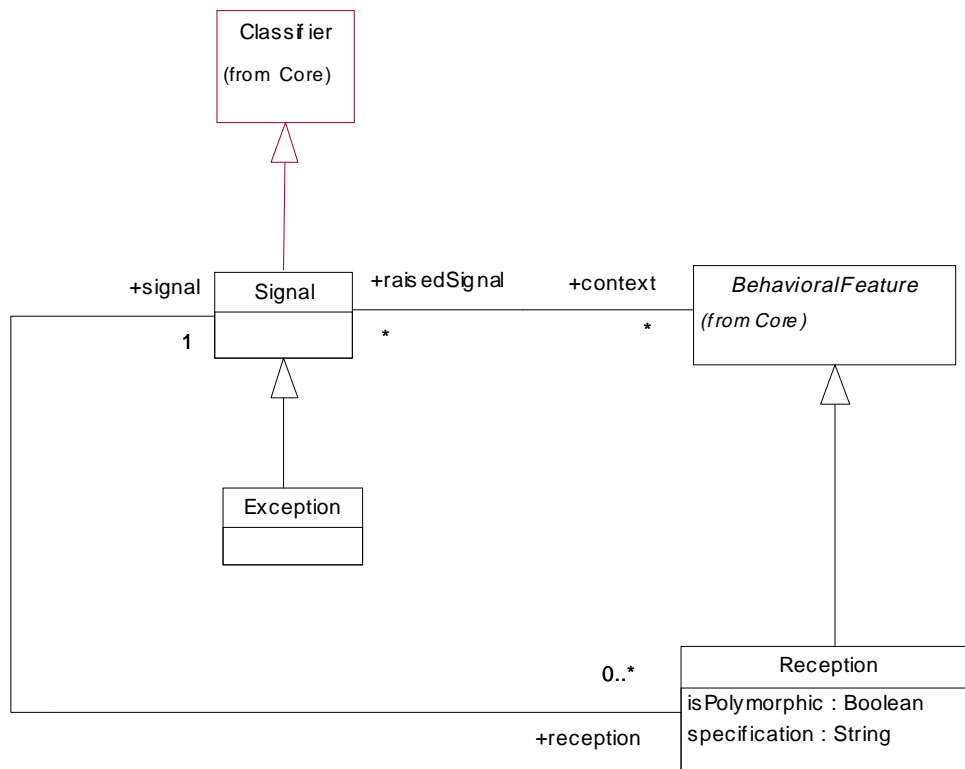 Classifier
(from Core)
+signal
Signal
+raisedSignal
+context
BehavioralFeature
(from Core)
1
*
*
Exception
0..*
Reception
isPolymorphic : Boolean
+reception
specification : String